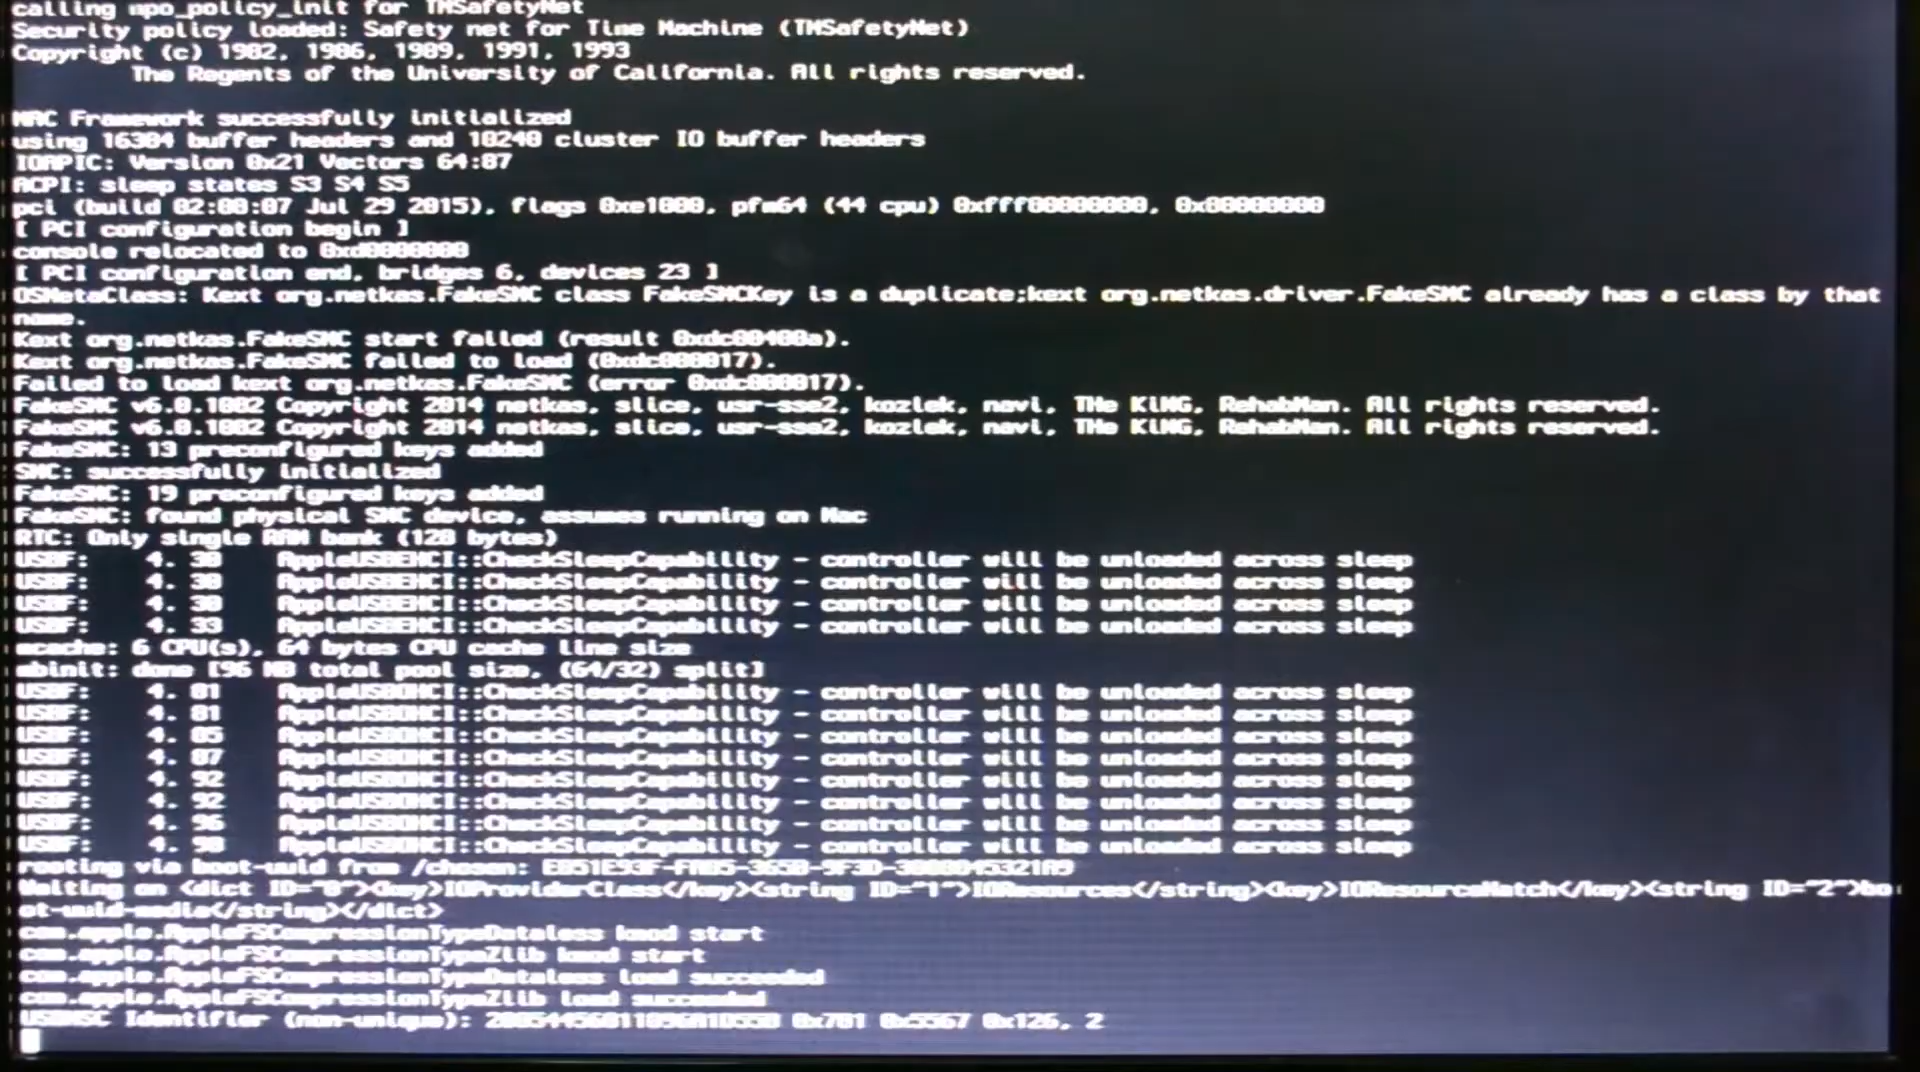 calling mpo_policy_init for TMSafetyNet
Security policy loaded: Safety net for Time Machine (TMSafetyNet)
Copyright (c) 1982, 1986, 1989, 1991, 1993
The Regents of the University of California. All rights reserved.
MAC Framework successfully initialized
using 16384 buffer headers and 10240 cluster IO buffer headers
IOAPIC: Version 0x21 Vectors 64:87
ACPI: sleep states S3 S4 S5
pci (build 02:08:07 Jul 29 2015), flags 0xe1000, pfm64 (44 cpu) 0xfff00000000, 0x80000000
[ PCI configuration begin ]
console relocated to 0xd0000000
[ PCI configuration end, bridges 6, devices 23 ]
OSMetaClass: Kext org.netkas.FakeSMC class FakeSMCKey is a duplicate;kext org.netkas.driver.FakeSMC already has a class by that
name.
Kext org.netkas.FakeSMC start failed (result 0xdc00400a).
Kext org.netkas.FakeSMC failed to load (0xdc008017).
Failed to load kext org.netkas.FakeSMC (error 0xdc008017).
FakeSMC v6.0.1002 Copyright 2014 netkas, slice, usr-sse2, kozlek, navi, THe KiNG, RehabMan. All rights reserved.
FakeSMC v6.0.1002 Copyright 2014 netkas, slice, usr-sse2, kozlek, navi, THe KiNG, RehabMan. All rights reserved.
FakeSMC: 13 preconfigured keys added
SMC: successfully initialized
FakeSMC: 19 preconfigured keys added
FakeSMC: found physical SMC device, assumes running on Mac
RTC: Only single RAM bank (128 bytes)
USBF: 4. 30 AppleUSBEHCI::CheckSleepCapability - controller will be unloaded across sleep
USBF: 4. 30 AppleUSBEHCI::CheckSleepCapability - controller will be unloaded across sleep
USBF: 4. 30 AppleUSBEHCI::CheckSleepCapability - controller will be unloaded across sleep
USBF: 4. 33 AppleUSBEHCI::CheckSleepCapability - controller will be unloaded across sleep
mcache: 6 CPU(s), 64 bytes CPU cache line size
mbinit: done [96 MB total pool size, (64/32) split]
USBF: 4. 81 AppleUSBOHCI::CheckSleepCapability - controller will be unloaded across sleep
USBF: 4. 81 AppleUSBOHCI::CheckSleepCapability - controller will be unloaded across sleep
USBF: 4. 85 AppleUSBOHCI::CheckSleepCapability - controller will be unloaded across sleep
USBF: 4. 87 AppleUSBOHCI::CheckSleepCapability - controller will be unloaded across sleep
USBF: 4. 92 AppleUSBOHCI::CheckSleepCapability - controller will be unloaded across sleep
USBF: 4. 92 AppleUSBOHCI::CheckSleepCapability - controller will be unloaded across sleep
USBF: 4. 96 AppleUSBOHCI::CheckSleepCapability - controller will be unloaded across sleep
USBF: 4. 98 AppleUSBOHCI::CheckSleepCapability - controller will be unloaded across sleep
rooting via boot-uuid from /chosen:
Waiting on <dict ID="0"><key>IOProviderClass</key><string ID="1">IOResources</string><key>IOResourceMatch</key><string ID="2">bo
ot-uuid-media</string></dict>
com.apple.AppleFSCompressionTypeDataless kmod start
com.apple.AppleFSCompressionTypeZlib kmod start
com.apple.AppleFSCompressionTypeDataless load succeeded
com.apple.AppleFSCompressionTypeZlib load succeeded
USBMSC Identifier (non-unique): 0x781 0x5567 0x126, 2